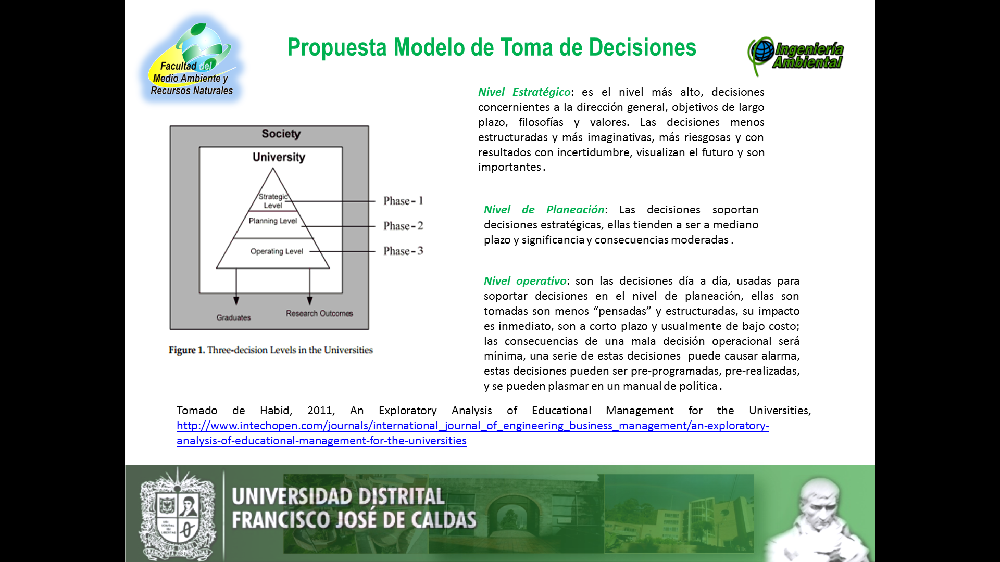 Facultad del
Medio Ambiente y
Recursos Naturales
Propuesta Modelo de Toma de Decisiones
Ingeniería
Ambiental
Society
University
Strategic
Level
Planning Level
Operating Level
Phase - 1
Phase - 2
Phase - 3
Graduates
Research Outcomes
Figure 1. Three-decision Levels in the Universities
Nivel Estratégico: es el nivel más alto, decisiones
concernientes a la dirección general, objetivos de largo
plazo, filosofías y valores. Las decisiones menos
estructuradas y más imaginativas, más riesgosas y con
resultados con incertidumbre, visualizan el futuro y son
importantes .
Nivel de Planeación: Las decisiones soportan
decisiones estratégicas, ellas tienden a ser a mediano
plazo y significancia y consecuencias moderadas .
Nivel operativo: son las decisiones día a día, usadas para
soportar decisiones en el nivel de planeación, ellas son
tomadas son menos “pensadas” y estructuradas, su impacto
es inmediato, son a corto plazo y usualmente de bajo costo;
las consecuencias de una mala decisión operacional será
mínima, una serie de estas decisiones puede causar alarma,
estas decisiones pueden ser pre-programadas, pre-realizadas,
y se pueden plasmar en un manual de política .
Tomado de Habid, 2011, An Exploratory Analysis of Educational Management for the Universities,
http://www.intechopen.com/journals/international_journal_of_engineering_business_management/an-exploratory-
analysis-of-educational-management-for-the-universities
UNIVERSIDAD DISTRITAL
FRANCISCO JOSÉ DE CALDAS